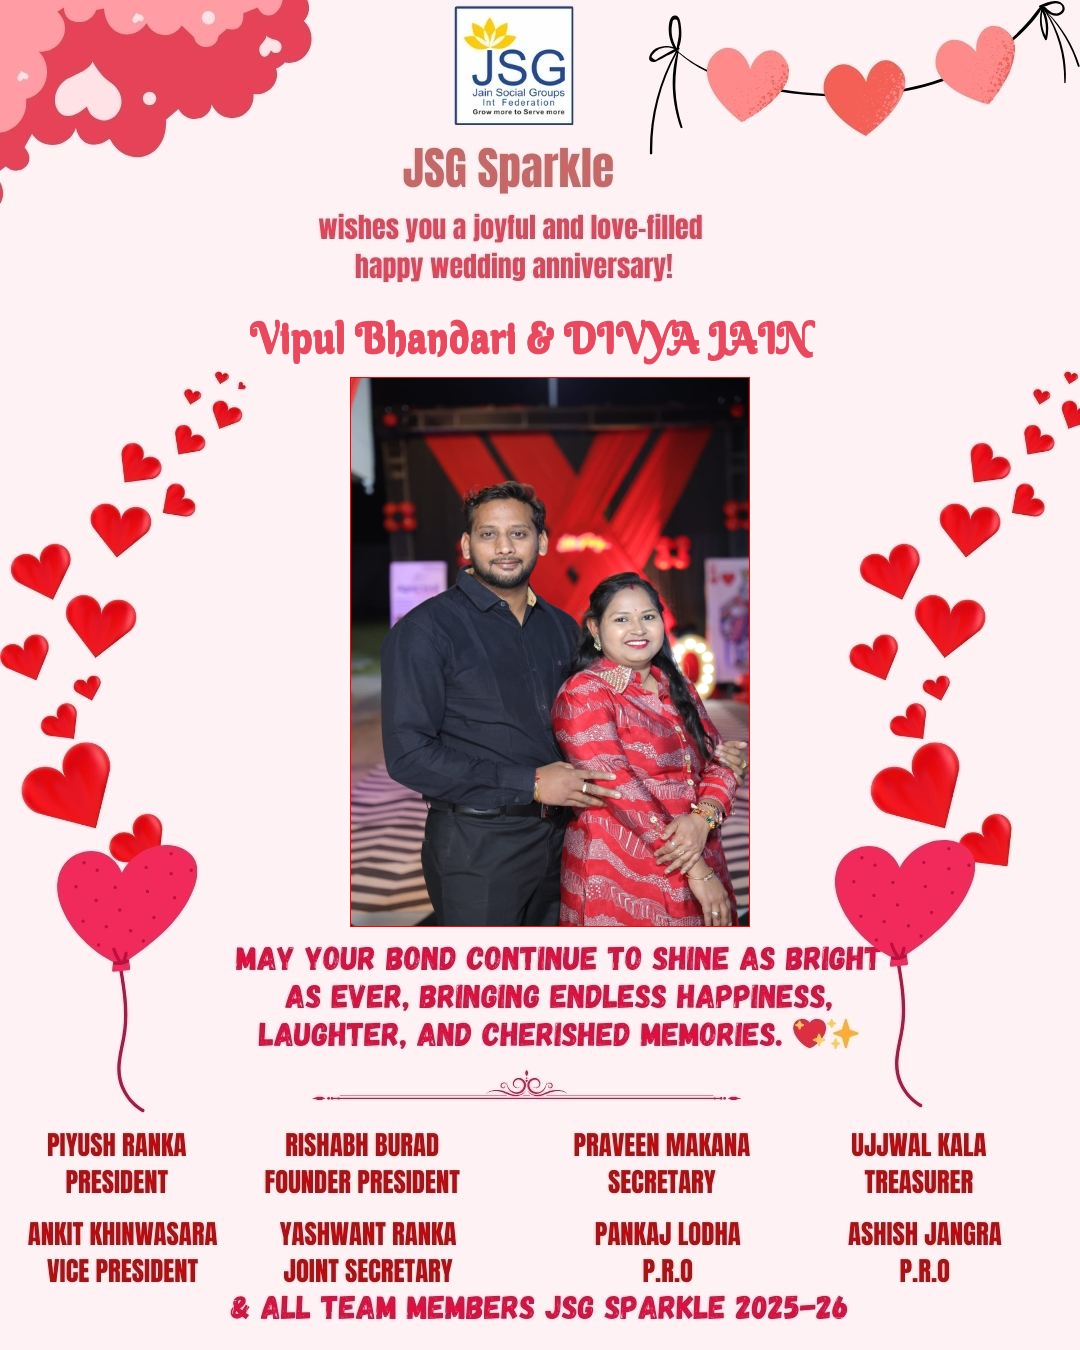 JSG
Jain Social Groups
Int Federation
Grow more to Serve more
JSG Sparkle
wishes you a joyful and love-filled
happy wedding anniversary!
Vipul Bhandari & DIVYA JAIN
MAY YOUR BOND CONTINUE TO SHINE AS BRIGHT
AS EVER, BRINGING ENDLESS HAPPINESS,
LAUGHTER, AND CHERISHED MEMORIES. 💖✨
PIYUSH RANKA
PRESIDENT
RISHABH BURAD
FOUNDER PRESIDENT
PRAVEEN MAKANA
SECRETARY
UJJWAL KALA
TREASURER
ANKIT KHINWASARA
VICE PRESIDENT
YASHWANT RANKA
JOINT SECRETARY
PANKAJ LODHA
P.R.O
ASHISH JANGRA
P.R.O
& ALL TEAM MEMBERS JSG SPARKLE 2025-26